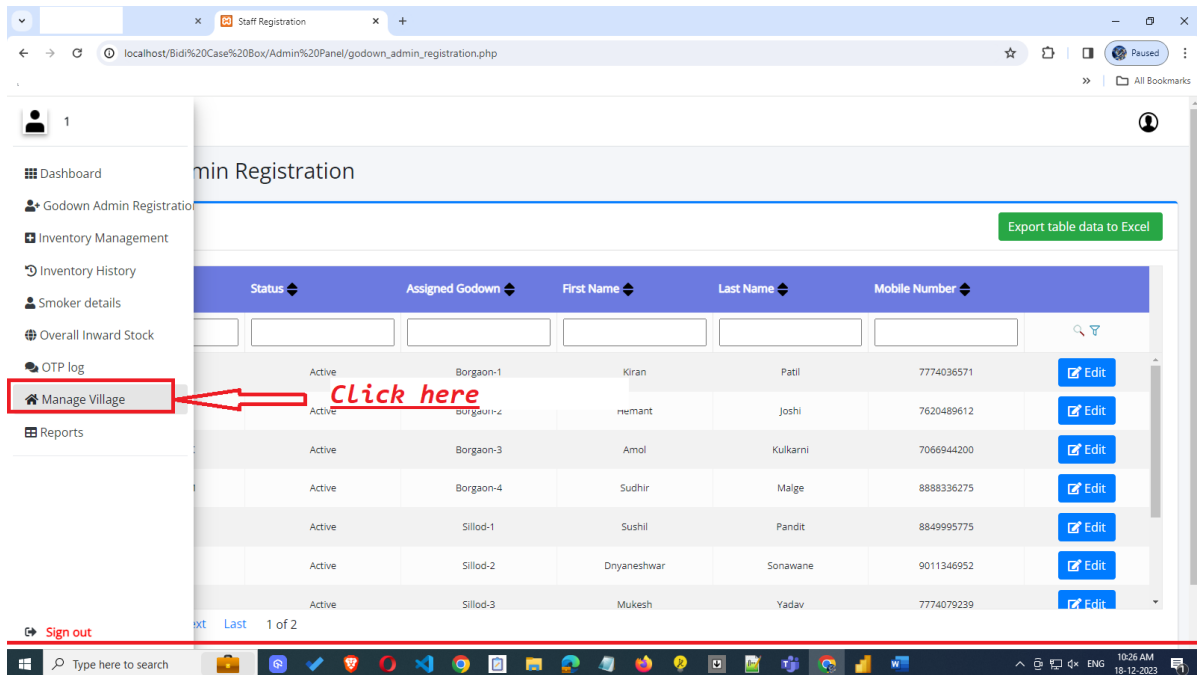 Staff Registration
localhost/Bidi%20Case%20Box/Admin%20Panel/godown_admin_registration.php
Paused
All Bookmarks
1
min Registration
Dashboard
Godown Admin Registratio
Inventory Management
Inventory History
Smoker details
Overall Inward Stock
OTP log
Manage Village
Reports
Sign out
Export table data to Excel
Status Assigned Godown First Name Last Name Mobile Number
Active Borgaon-1 Kiran Patil 7774036571 Edit
Click here
Active Borgaon-2 Hemant Joshi 7620489612 Edit
Active Borgaon-3 Amol Kulkarni 7066944200 Edit
Active Borgaon-4 Sudhir Malge 8888336275 Edit
Active Sillod-1 Sushil Pandit 8849995775 Edit
Active Sillod-2 Dnyaneshwar Sonawane 9011346952 Edit
Active Sillod-3 Mukesh Yadav 7774079239 Edit
ext Last 1 of 2
Type here to search
ENG
10:26 AM
18-12-2023